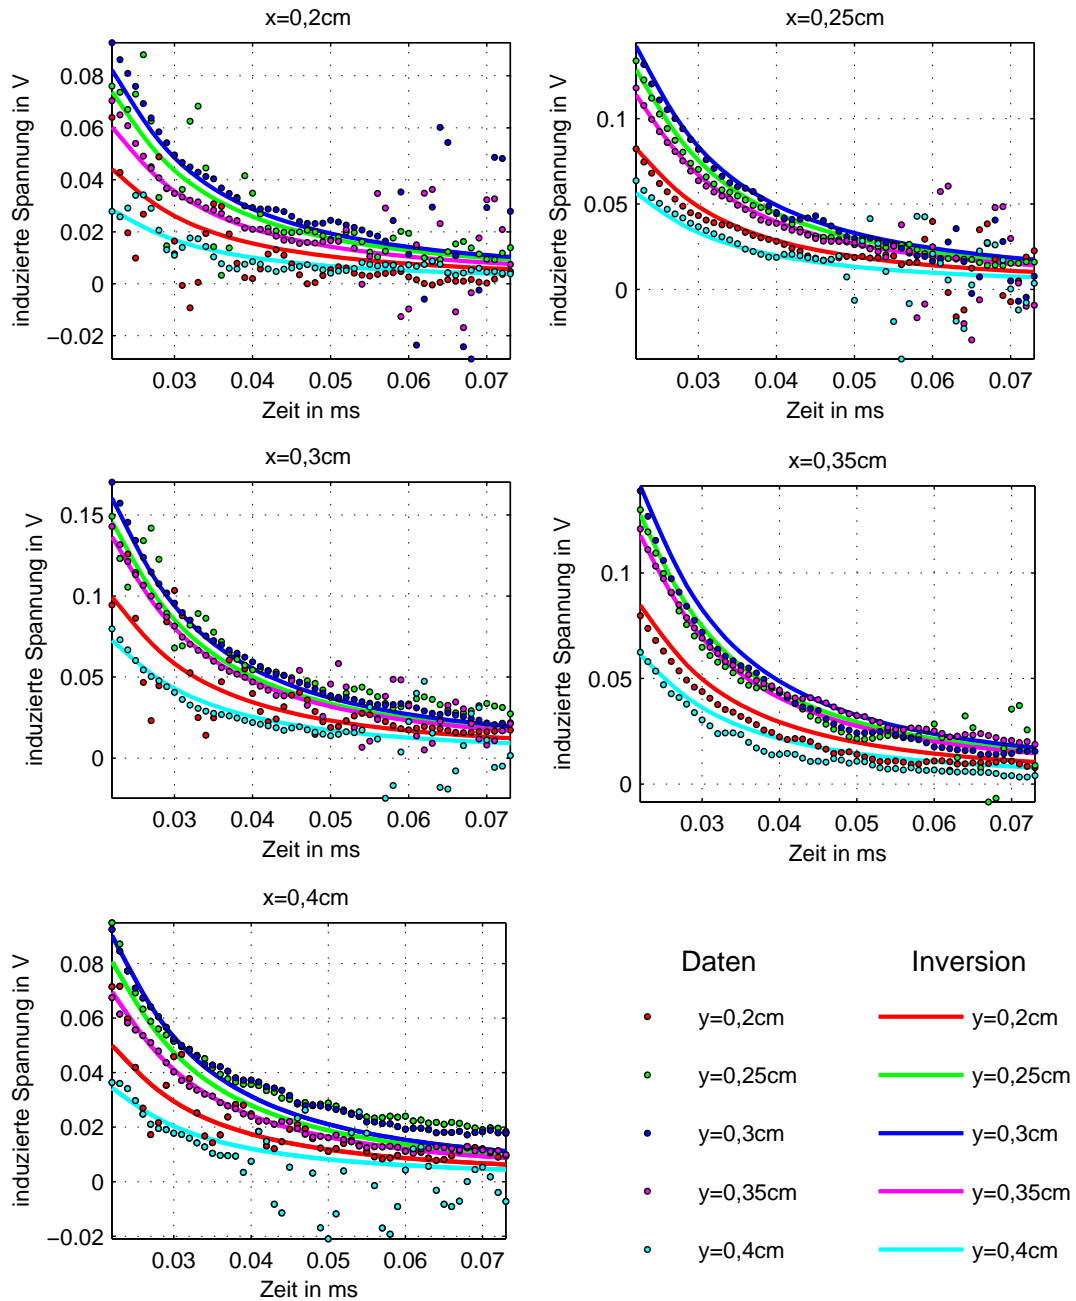 x=0,2cm
induzierte Spannung in V
0.08
0.06
0.04
0.02
0
−0.02
0.03 0.04 0.05 0.06 0.07
Zeit in ms
x=0,25cm
induzierte Spannung in V
0.1
0.05
0
0.03 0.04 0.05 0.06 0.07
Zeit in ms
x=0,3cm
induzierte Spannung in V
0.15
0.1
0.05
0
0.03 0.04 0.05 0.06 0.07
Zeit in ms
x=0,35cm
induzierte Spannung in V
0.1
0.05
0
0.03 0.04 0.05 0.06 0.07
Zeit in ms
x=0,4cm
induzierte Spannung in V
0.08
0.06
0.04
0.02
0
−0.02
0.03 0.04 0.05 0.06 0.07
Zeit in ms
Daten Inversion
y=0,2cm y=0,2cm
y=0,25cm y=0,25cm
y=0,3cm y=0,3cm
y=0,35cm y=0,35cm
y=0,4cm y=0,4cm